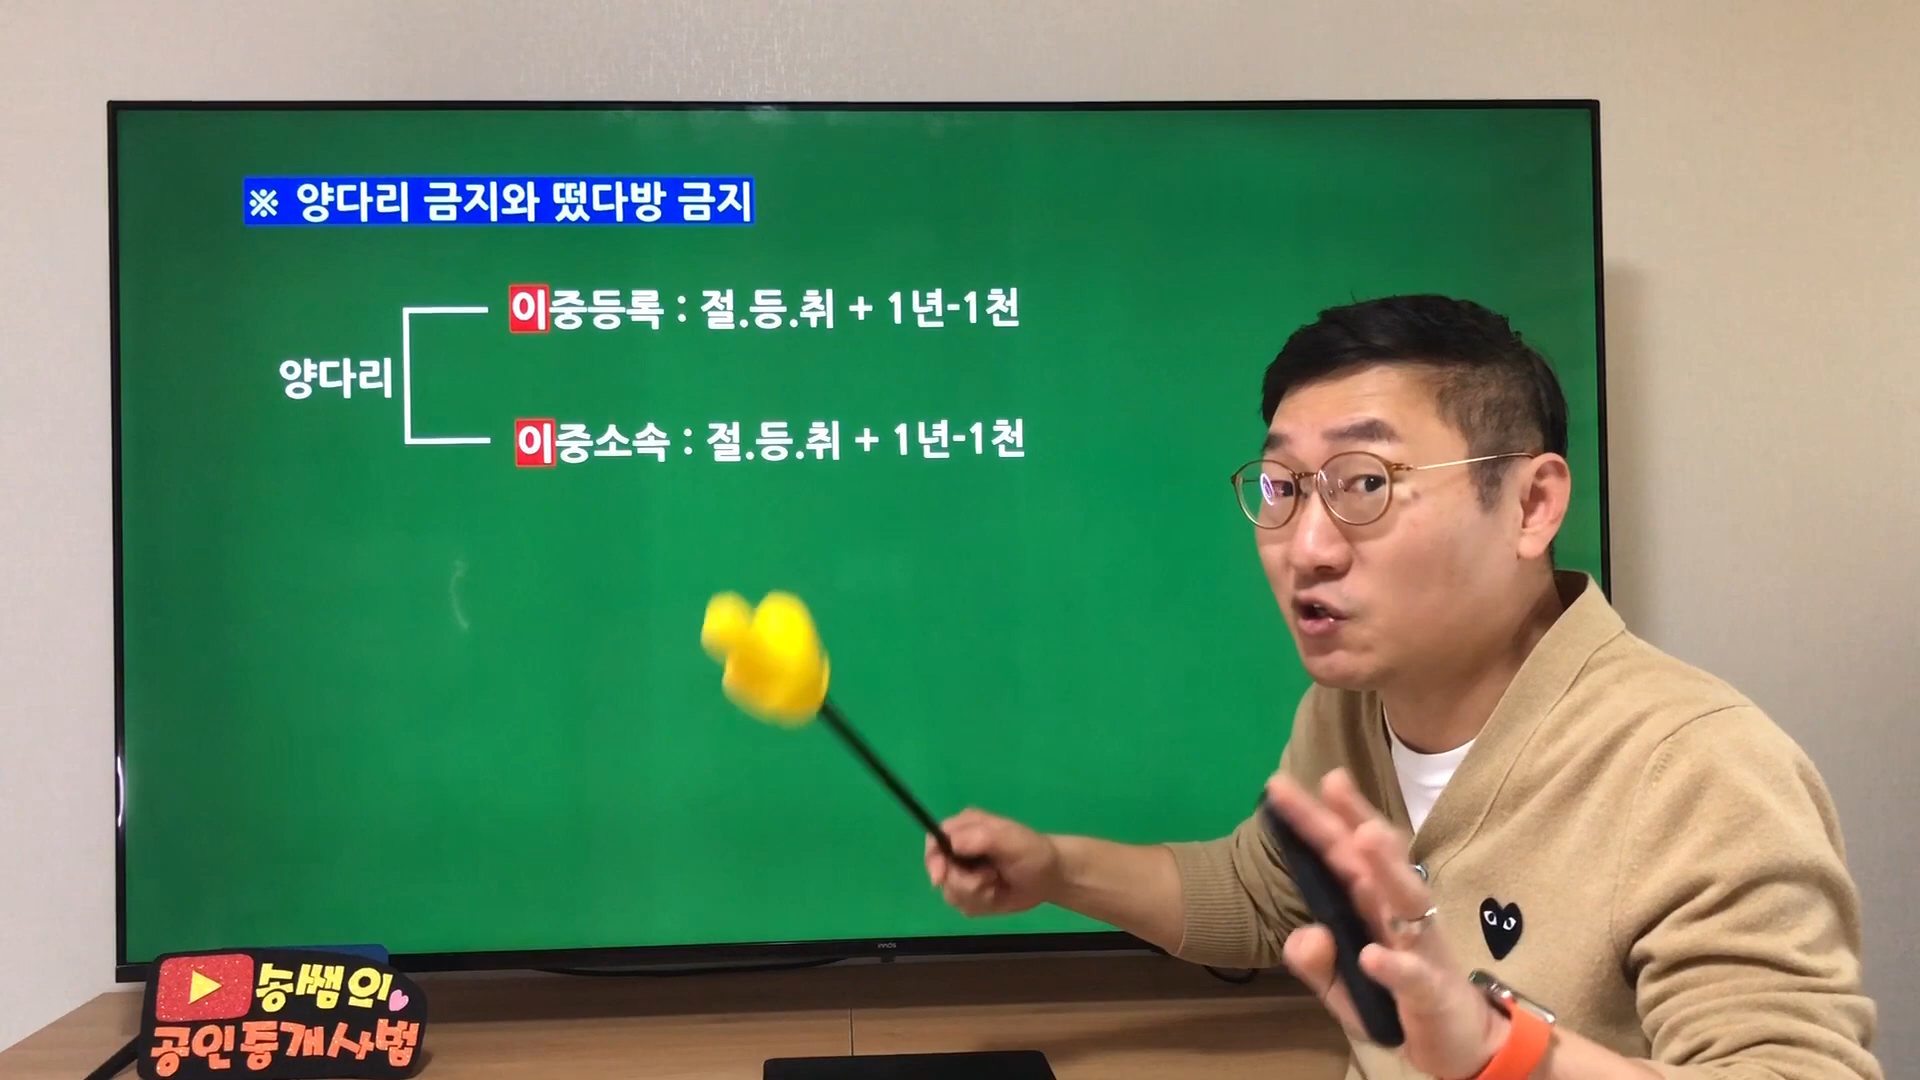 ※ 양다리 금지와 떴다방 금지
이중등록 : 절.등.취 + 1년-1천
양다리
이중소속 : 절.등.취 + 1년-1천
innos
송쌤의
공인중개사법